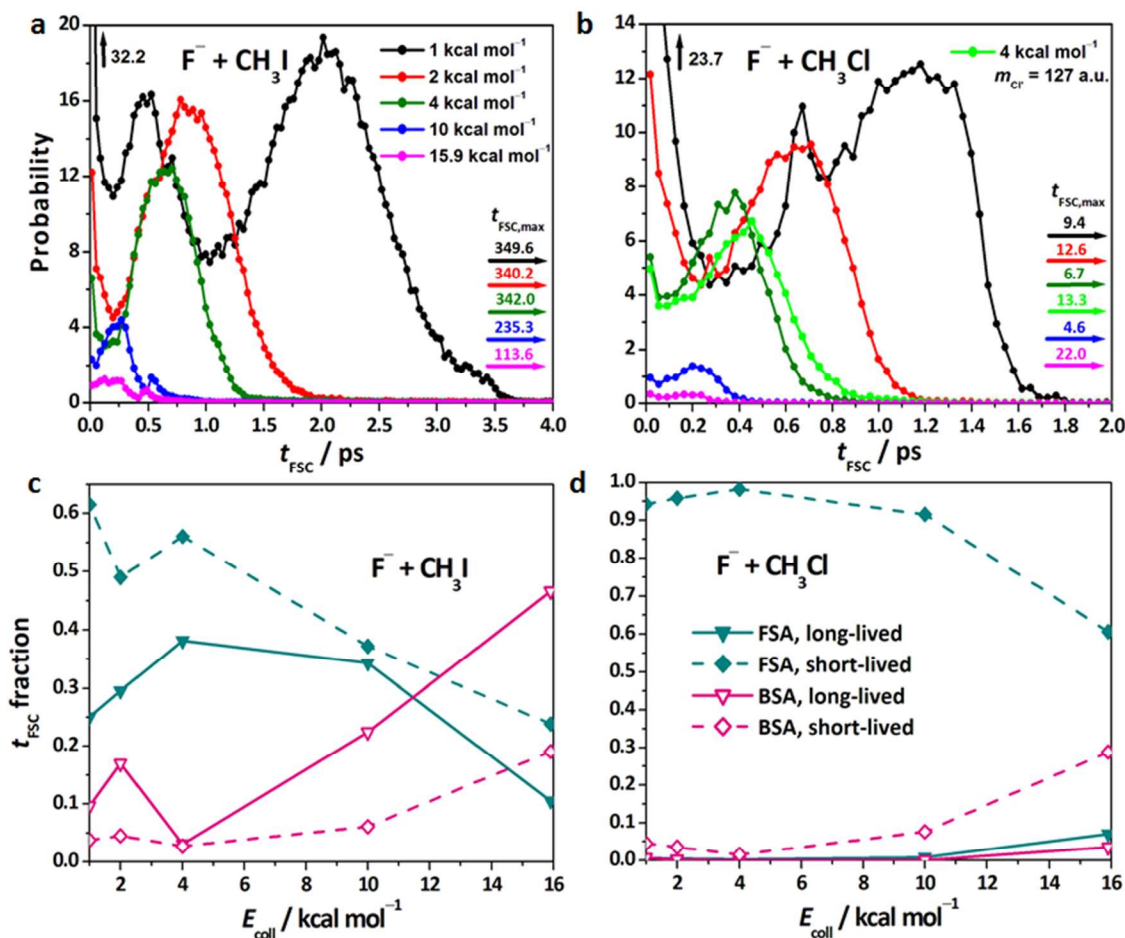 a
32.2
F⁻ + CH₃I
1 kcal mol⁻¹
2 kcal mol⁻¹
4 kcal mol⁻¹
10 kcal mol⁻¹
15.9 kcal mol⁻¹
Probability
20
16
12
8
4
0
t_FSC,max
349.6
340.2
342.0
235.3
113.6
0.0 0.5 1.0 1.5 2.0 2.5 3.0 3.5 4.0
t_FSC / ps
b
23.7
F⁻ + CH₃Cl
4 kcal mol⁻¹
m_Cl' = 127 a.u.
14
12
10
8
6
4
2
0
t_FSC,max
9.4
12.6
6.7
13.3
4.6
22.0
0.0 0.2 0.4 0.6 0.8 1.0 1.2 1.4 1.6 1.8 2.0
t_FSC / ps
c
F⁻ + CH₃I
t_FSC fraction
0.6
0.5
0.4
0.3
0.2
0.1
0.0
2 4 6 8 10 12 14 16
E_coll / kcal mol⁻¹
d
F⁻ + CH₃Cl
FSA, long-lived
FSA, short-lived
BSA, long-lived
BSA, short-lived
1.0
0.9
0.8
0.7
0.6
0.5
0.4
0.3
0.2
0.1
0.0
2 4 6 8 10 12 14 16
E_coll / kcal mol⁻¹